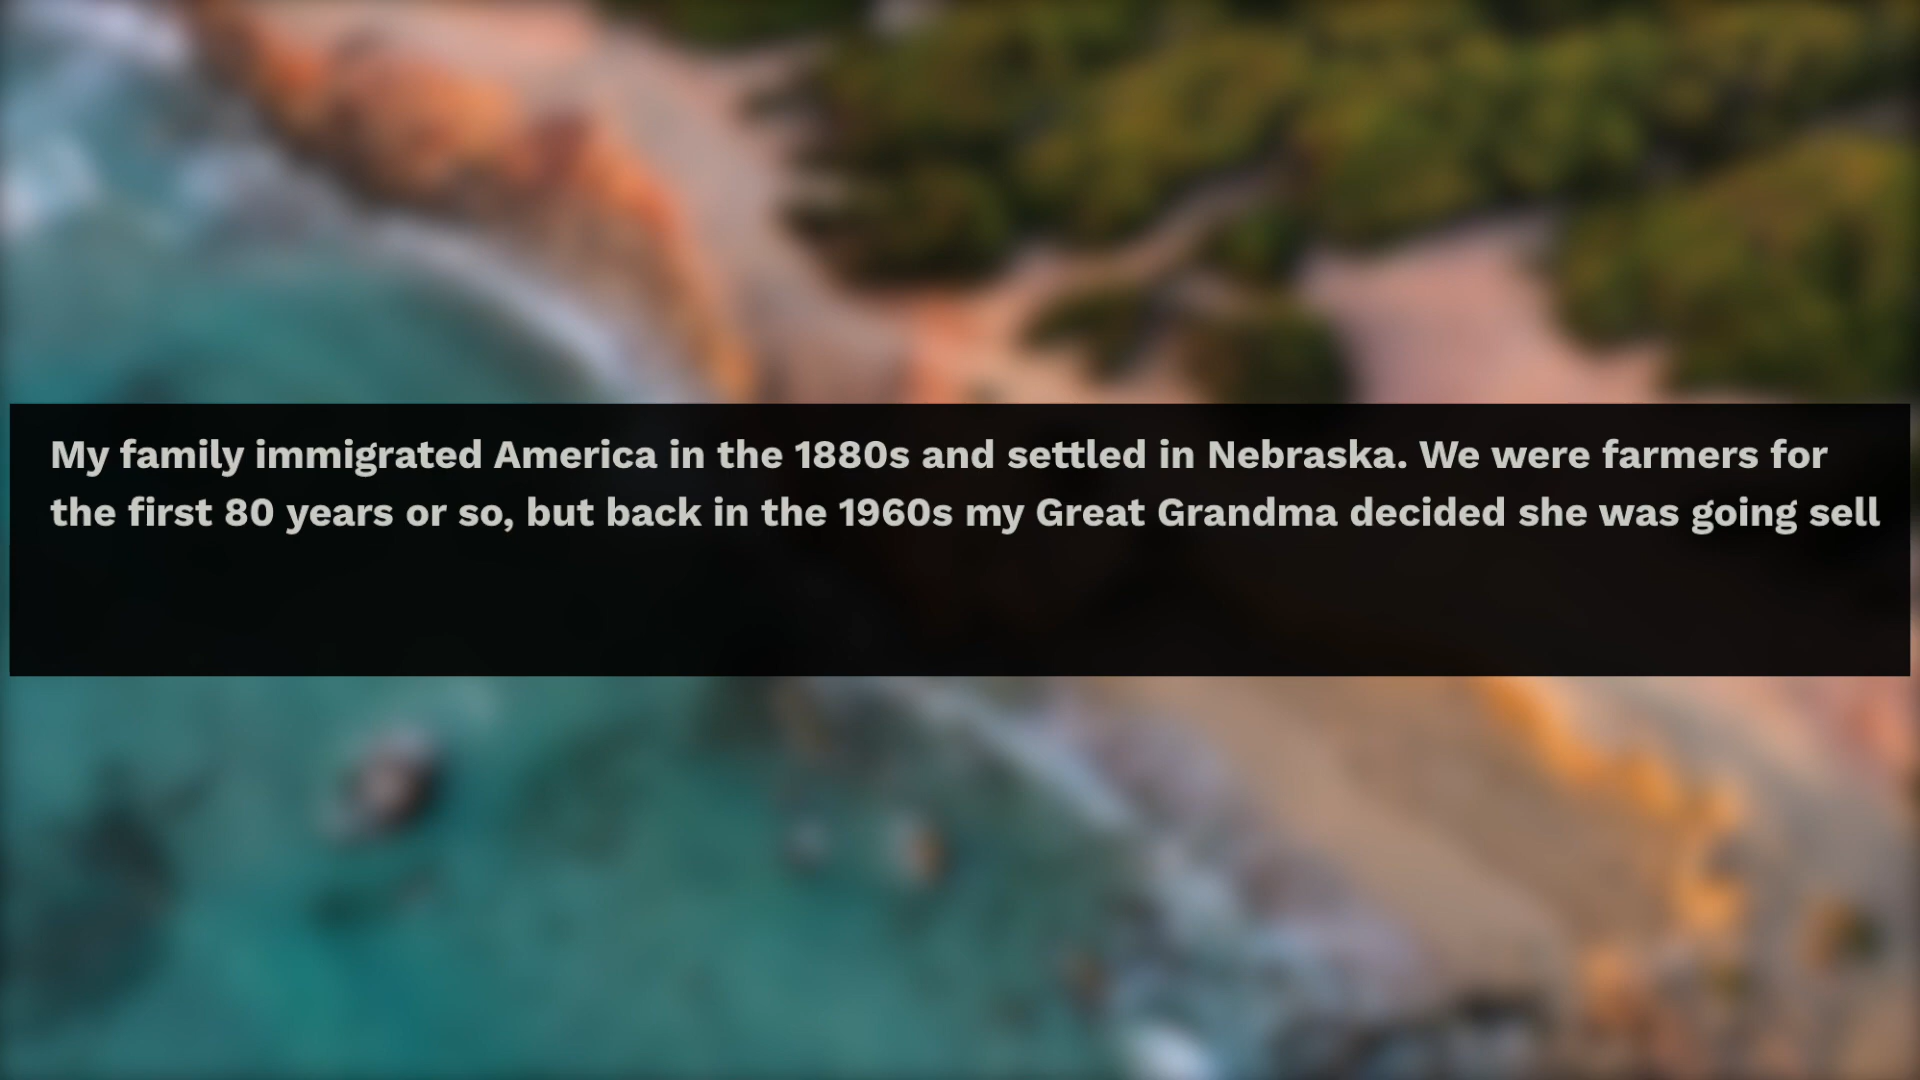 My family immigrated America in the 1880s and settled in Nebraska. We were farmers for
the first 80 years or so, but back in the 1960s my Great Grandma decided she was going sell